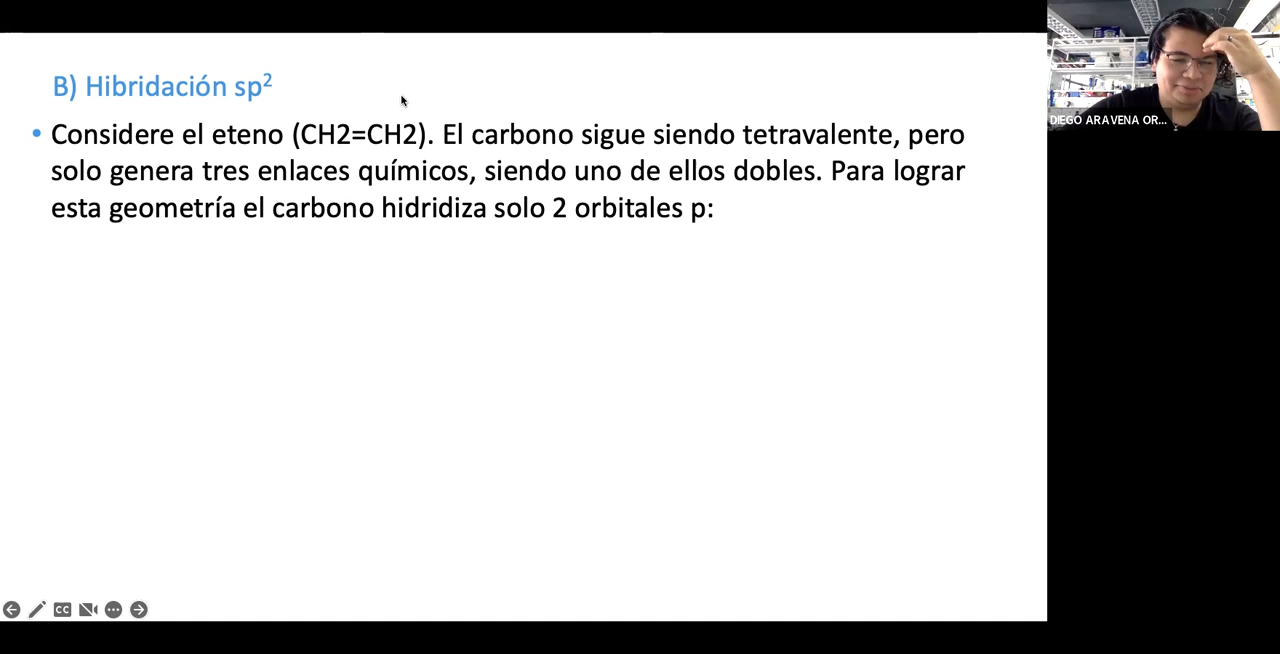 B) Hibridación sp²
• Considere el eteno (CH2=CH2). El carbono sigue siendo tetravalente, pero
solo genera tres enlaces químicos, siendo uno de ellos dobles. Para lograr
esta geometría el carbono hidridiza solo 2 orbitales p:
DIEGO ARAVENA OR...
CC